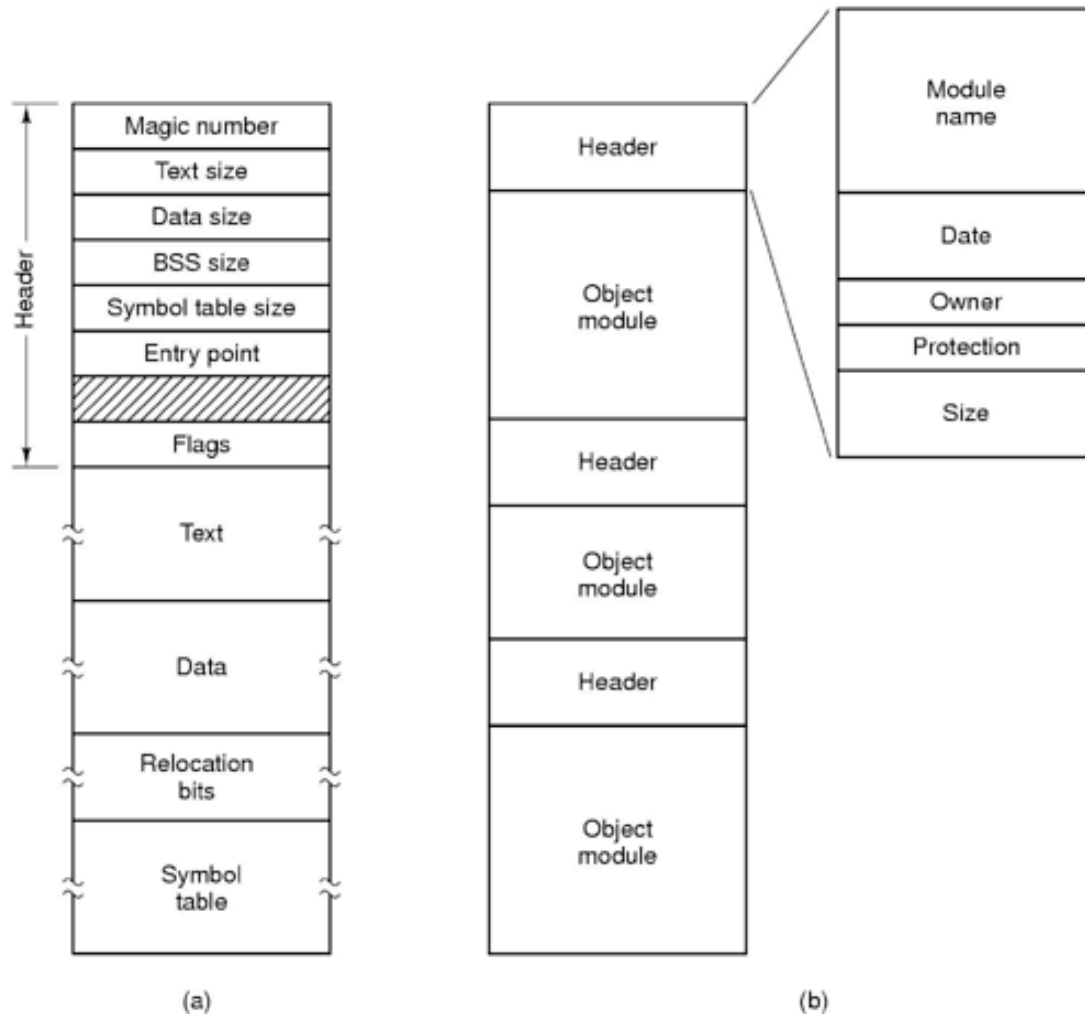 Header
Magic number
Text size
Data size
BSS size
Symbol table size
Entry point
Flags
Text
Data
Relocation
bits
Symbol
table
(a)
Header
Object
module
Header
Object
module
Header
Object
module
Module
name
Date
Owner
Protection
Size
(b)